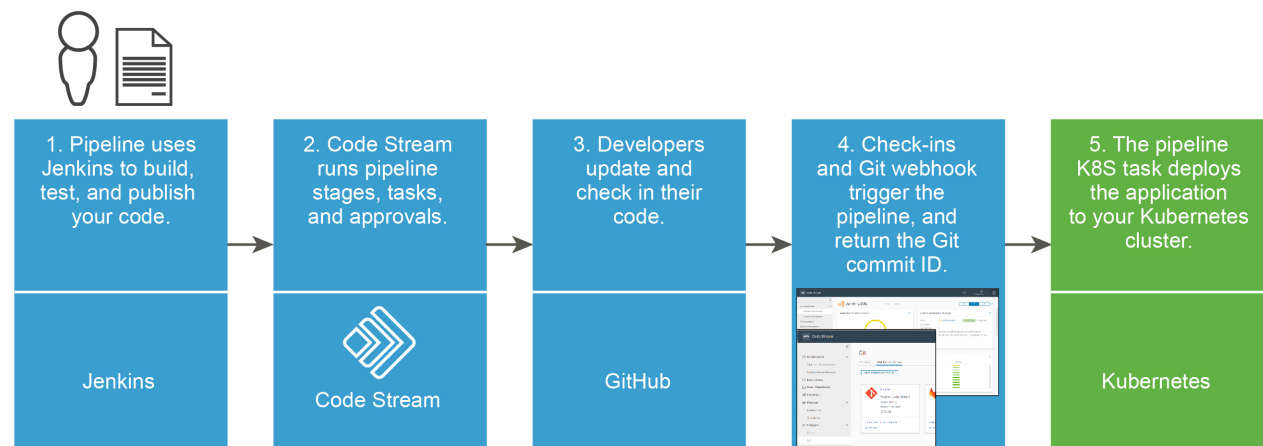 1. Pipeline uses
Jenkins to build,
test, and publish
your code.
2. Code Stream
runs pipeline
stages, tasks,
and approvals.
3. Developers
update and
check in their
code.
4. Check-ins
and Git webhook
trigger the
pipeline, and
return the Git
commit ID.
5. The pipeline
K8S task deploys
the application
to your Kubernetes
cluster.
Jenkins
Code Stream
GitHub
Code Stream
Git
Kubernetes